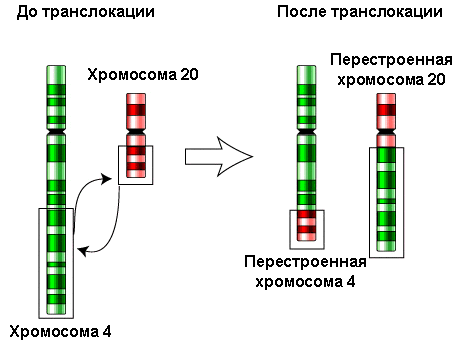 До транслокации
После транслокации
Хромосома 20
Перестроенная
хромосома 20
Перестроенная
хромосома 4
Хромосома 4